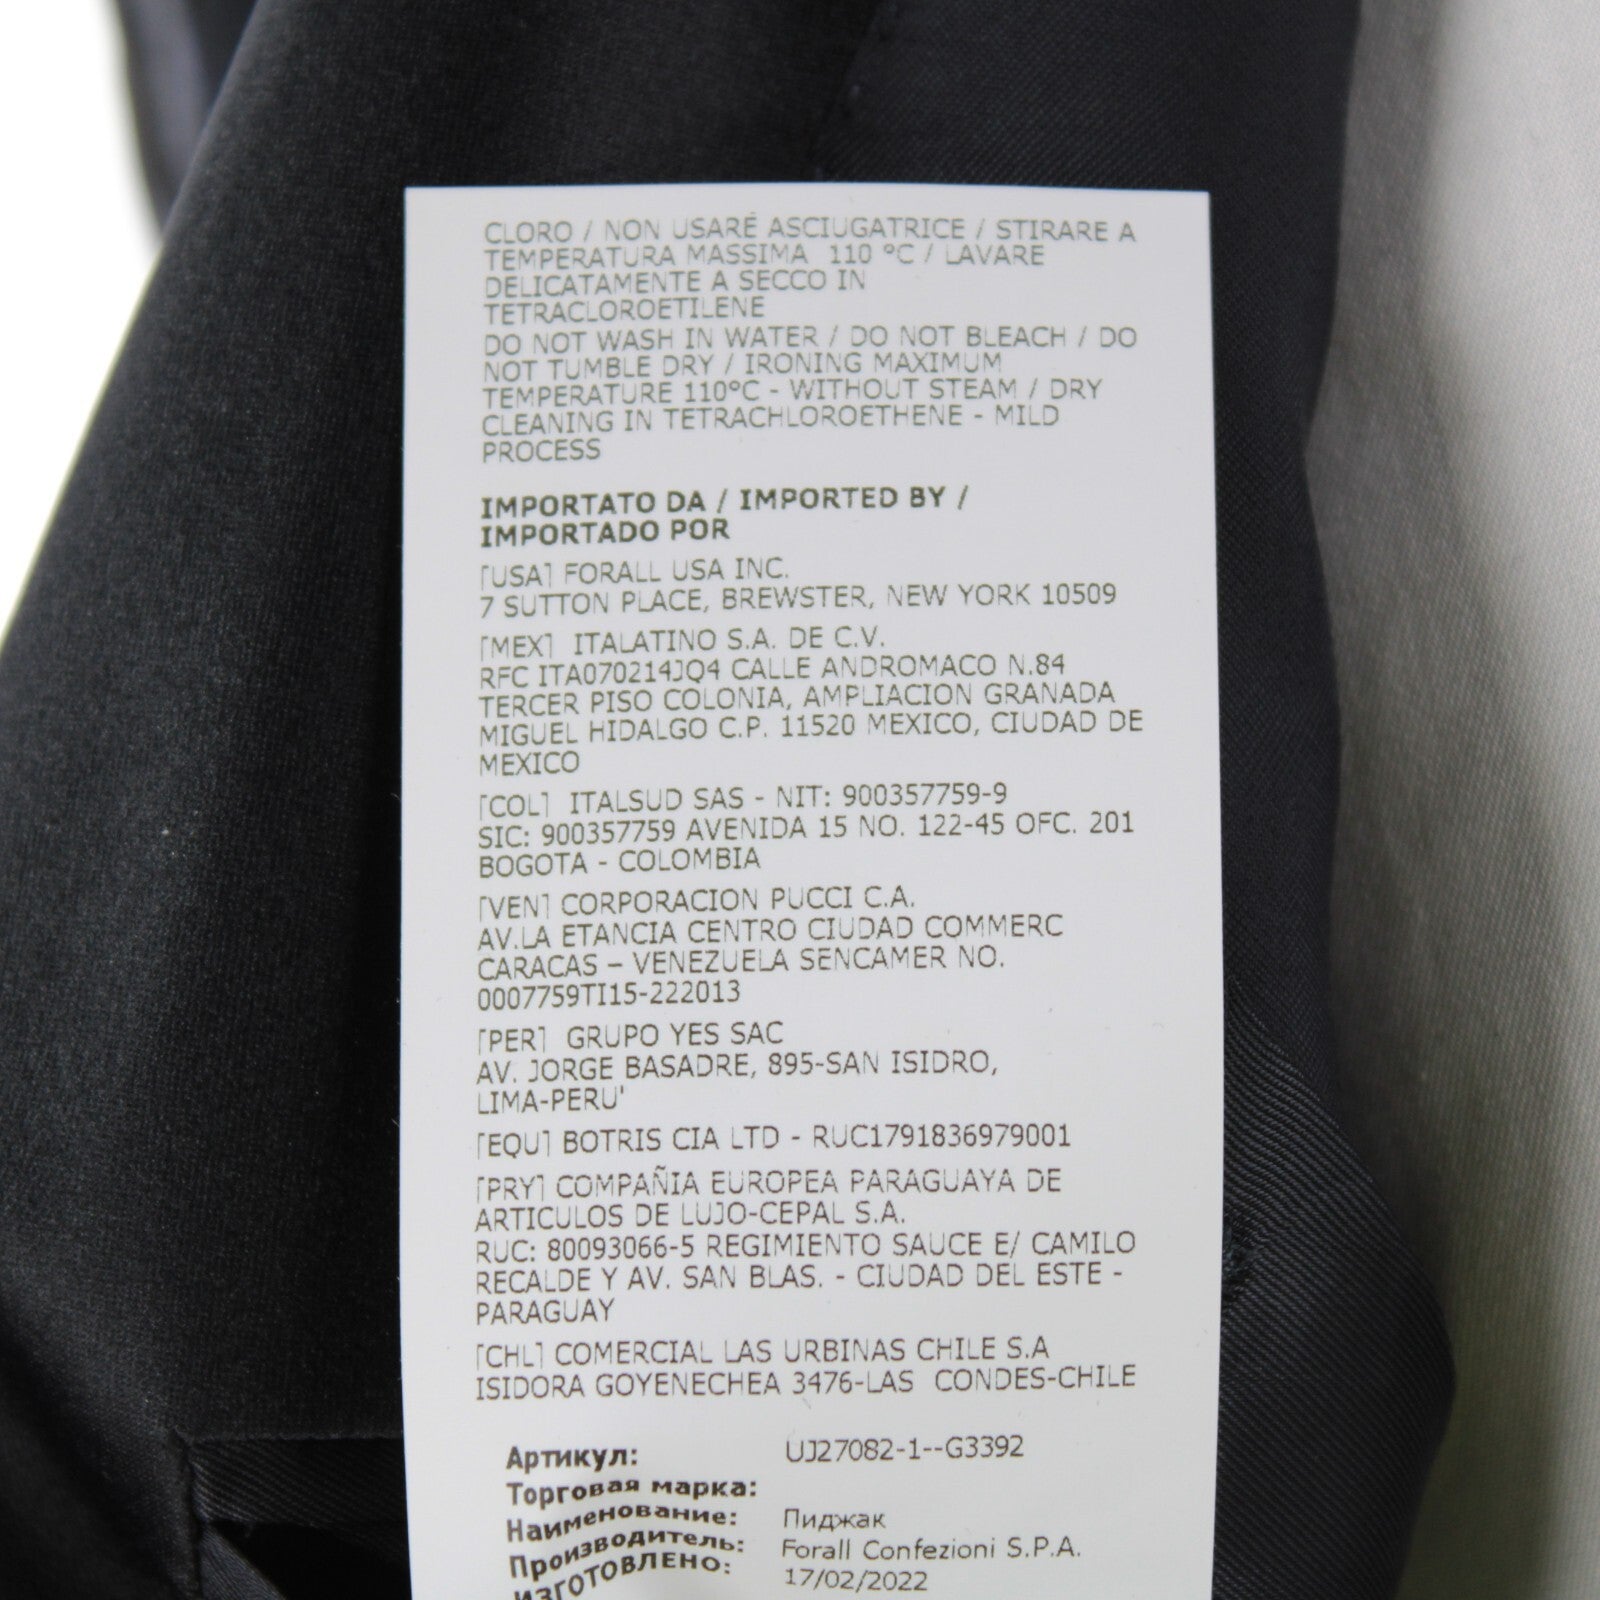 CLORO / NON USARE ASCIUGATRICE / STIRARE A
TEMPERATURA MASSIMA 110 °C / LAVARE
DELICATAMENTE A SECCO IN
TETRACLOROETILENE
DO NOT WASH IN WATER / DO NOT BLEACH / DO
NOT TUMBLE DRY / IRONING MAXIMUM
TEMPERATURE 110°C - WITHOUT STEAM / DRY
CLEANING IN TETRACHLOROETHENE - MILD
PROCESS
IMPORTATO DA / IMPORTED BY /
IMPORTADO POR
[USA] FORALL USA INC.
7 SUTTON PLACE, BREWSTER, NEW YORK 10509
[MEX] ITALATINO S.A. DE C.V.
RFC ITA070214JQ4 CALLE ANDROMACO N.84
TERCER PISO COLONIA, AMPLIACION GRANADA
MIGUEL HIDALGO C.P. 11520 MEXICO, CIUDAD DE
MEXICO
[COL] ITALSUD SAS - NIT: 900357759-9
SIC: 900357759 AVENIDA 15 NO. 122-45 OFC. 201
BOGOTA - COLOMBIA
[VEN] CORPORACION PUCCI C.A.
AV.LA ETANCIA CENTRO CIUDAD COMMERC
CARACAS – VENEZUELA SENCAMER NO.
0007759TI15-222013
[PER] GRUPO YES SAC
AV. JORGE BASADRE, 895-SAN ISIDRO,
LIMA-PERU'
[EQU] BOTRIS CIA LTD - RUC1791836979001
[PRY] COMPAÑIA EUROPEA PARAGUAYA DE
ARTICULOS DE LUJO-CEPAL S.A.
RUC: 80093066-5 REGIMIENTO SAUCE E/ CAMILO
RECALDE Y AV. SAN BLAS. - CIUDAD DEL ESTE -
PARAGUAY
[CHL] COMERCIAL LAS URBINAS CHILE S.A
ISIDORA GOYENECHEA 3476-LAS CONDES-CHILE
Артикул: UJ27082-1--G3392
Торговая марка:
Наименование: Пиджак
Производитель: Forall Confezioni S.P.A.
ИЗГОТОВЛЕНО: 17/02/2022